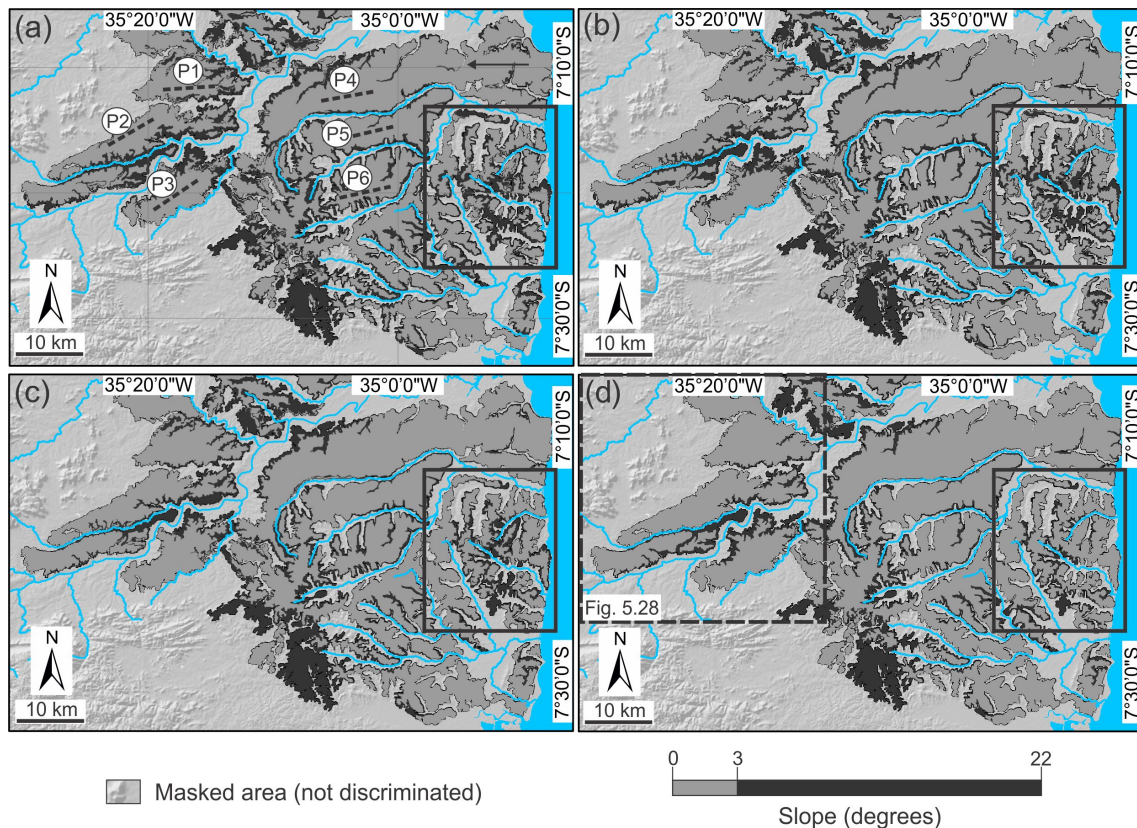 (a)
35°20'0"W
35°0'0"W
7°10'0"S
P1
P4
P2
P5
P3
P6
N
10 km
7°30'0"S
(b)
35°20'0"W
35°0'0"W
7°10'0"S
N
10 km
7°30'0"S
(c)
35°20'0"W
35°0'0"W
7°10'0"S
N
10 km
7°30'0"S
(d)
35°20'0"W
35°0'0"W
7°10'0"S
Fig. 5.28
N
10 km
7°30'0"S
Masked area (not discriminated)
0 3 22
Slope (degrees)